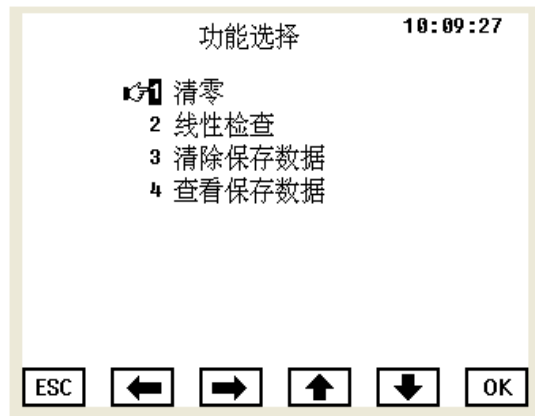 功能选择 10:09:27
1 清零
2 线性检查
3 清除保存数据
4 查看保存数据
ESC OK